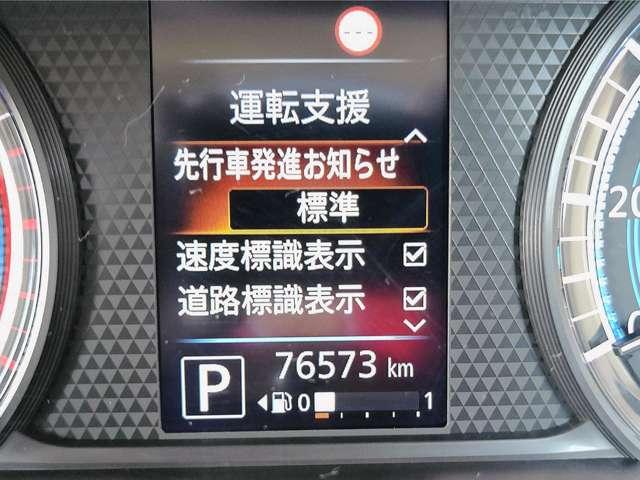 ---
運転支援
先行車発進お知らせ
標準
速度標識表示
道路標識表示
P 76573 km
0 1
20